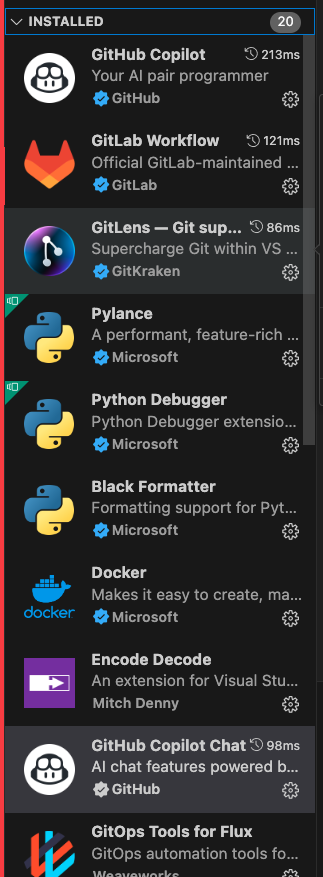 INSTALLED 20
GitHub Copilot 213ms
Your AI pair programmer
GitHub
GitLab Workflow 121ms
Official GitLab-maintained ...
GitLab
GitLens — Git sup... 86ms
Supercharge Git within VS ...
GitKraken
Pylance
A performant, feature-rich ...
Microsoft
Python Debugger
Python Debugger extensio...
Microsoft
Black Formatter
Formatting support for Pyt...
Microsoft
Docker
Makes it easy to create, ma...
docker
Microsoft
Encode Decode
An extension for Visual Stu...
Mitch Denny
GitHub Copilot Chat 98ms
AI chat features powered b...
GitHub
GitOps Tools for Flux
GitOps automation tools fo...
Weaveworks